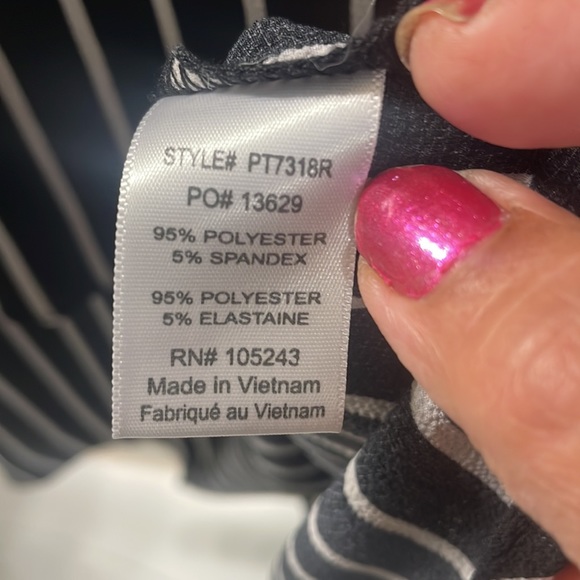 STYLE# PT7318R
PO# 13629
95% POLYESTER
5% SPANDEX
95% POLYESTER
5% ELASTAINE
RN# 105243
Made in Vietnam
Fabriqué au Vietnam